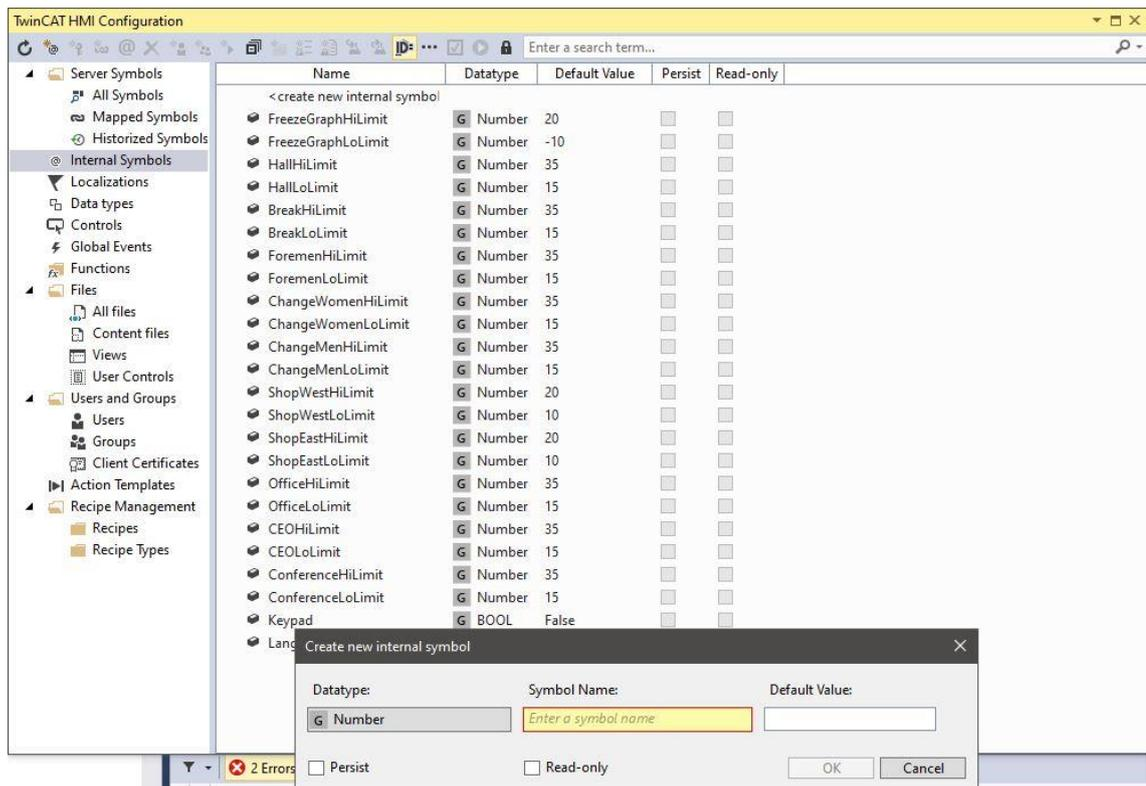 TwinCAT HMI Configuration
ID= Enter a search term...
Server Symbols
All Symbols
Mapped Symbols
Historized Symbols
Internal Symbols
Localizations
Data types
Controls
Global Events
Functions
Files
All files
Content files
Views
User Controls
Users and Groups
Users
Groups
Client Certificates
Action Templates
Recipe Management
Recipes
Recipe Types
Name Datatype Default Value Persist Read-only
<create new internal symbol
FreezeGraphHiLimit G Number 20
FreezeGraphLoLimit G Number -10
HallHiLimit G Number 35
HallLoLimit G Number 15
BreakHiLimit G Number 35
BreakLoLimit G Number 15
ForemenHiLimit G Number 35
ForemenLoLimit G Number 15
ChangeWomenHiLimit G Number 35
ChangeWomenLoLimit G Number 15
ChangeMenHiLimit G Number 35
ChangeMenLoLimit G Number 15
ShopWestHiLimit G Number 20
ShopWestLoLimit G Number 10
ShopEastHiLimit G Number 20
ShopEastLoLimit G Number 10
OfficeHiLimit G Number 35
OfficeLoLimit G Number 15
CEOHiLimit G Number 35
CEOLoLimit G Number 15
ConferenceHiLimit G Number 35
ConferenceLoLimit G Number 15
Keypad G BOOL False
Lang
Create new internal symbol
Datatype: Symbol Name: Default Value:
G Number Enter a symbol name
Persist Read-only OK Cancel
2 Errors